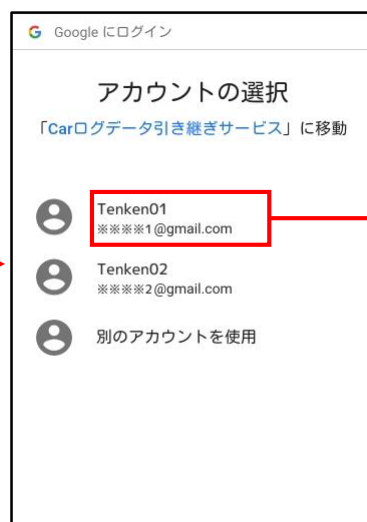 G Google にログイン
アカウントの選択
「Carログデータ引き継ぎサービス」に移動
Tenken01
※※※※1@gmail.com
Tenken02
※※※※2@gmail.com
別のアカウントを使用